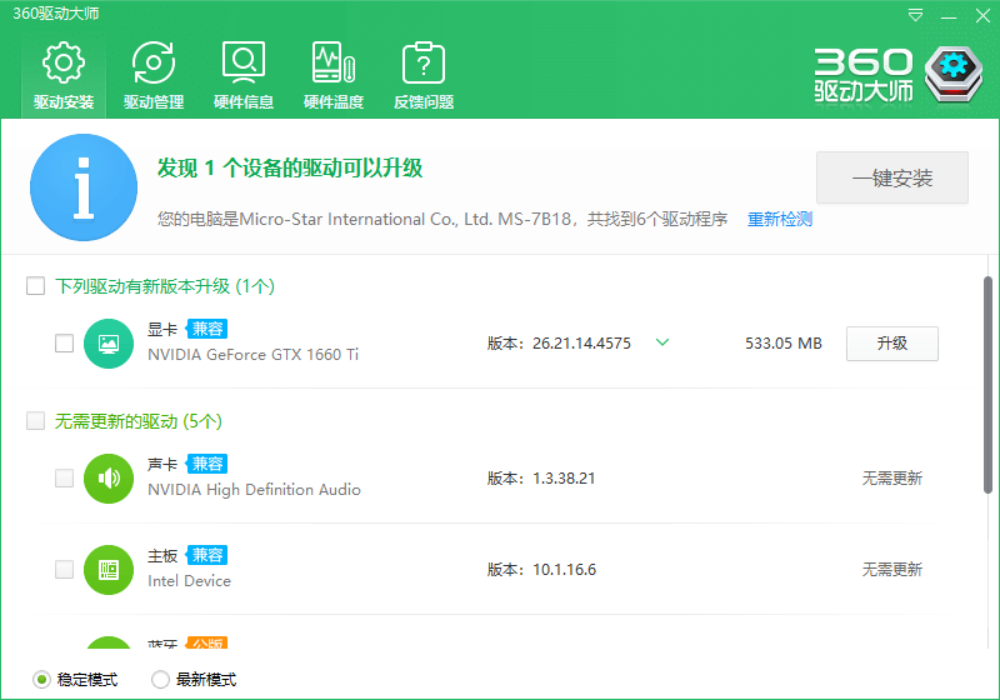 360驱动大师
驱动安装 驱动管理 硬件信息 硬件温度 反馈问题
360
驱动大师
发现 1 个设备的驱动可以升级
一键安装
您的电脑是Micro-Star International Co., Ltd. MS-7B18，共找到6个驱动程序 重新检测
下列驱动有新版本升级 (1个)
显卡 兼容
NVIDIA GeForce GTX 1660 Ti
版本：26.21.14.4575 533.05 MB 升级
无需更新的驱动 (5个)
声卡 兼容
NVIDIA High Definition Audio
版本：1.3.38.21 无需更新
主板 兼容
Intel Device
版本：10.1.16.6 无需更新
蓝牙 公版
稳定模式 最新模式